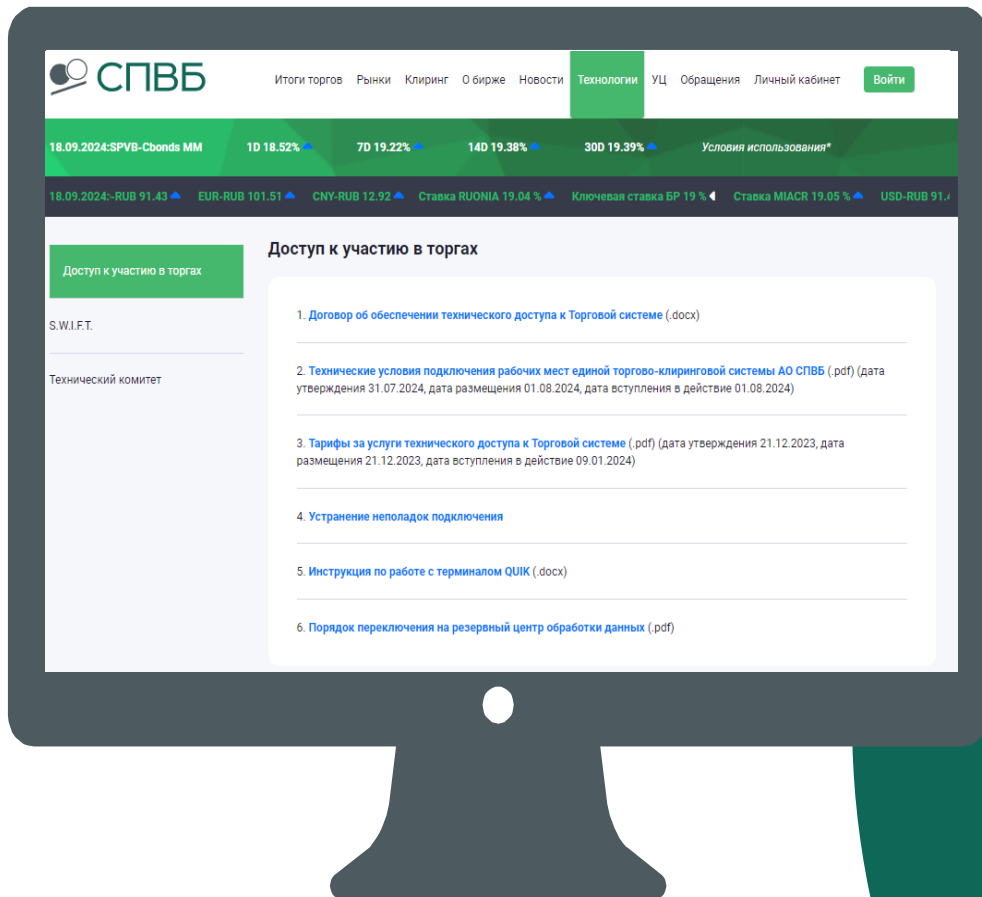 СПВБ
Итоги торгов Рынки Клиринг О бирже Новости Технологии УЦ Обращения Личный кабинет Войти
18.09.2024:SPVB-Cbonds MM 1D 18.52% 7D 19.22% 14D 19.38% 30D 19.39% Условия использования*
18.09.2024:-RUB 91.43 EUR-RUB 101.51 CNY-RUB 12.92 Ставка RUONIA 19.04 % Ключевая ставка БР 19 % Ставка MIACR 19.05 % USD-RUB
Доступ к участию в торгах
Доступ к участию в торгах
S.W.I.F.T.
Технический комитет
1. Договор об обеспечении технического доступа к Торговой системе (.docx)
2. Технические условия подключения рабочих мест единой торгово-клиринговой системы АО СПВБ (.pdf) (дата
утверждения 31.07.2024, дата размещения 01.08.2024, дата вступления в действие 01.08.2024)
3. Тарифы за услуги технического доступа к Торговой системе (.pdf) (дата утверждения 21.12.2023, дата
размещения 21.12.2023, дата вступления в действие 09.01.2024)
4. Устранение неполадок подключения
5. Инструкция по работе с терминалом QUIK (.docx)
6. Порядок переключения на резервный центр обработки данных (.pdf)